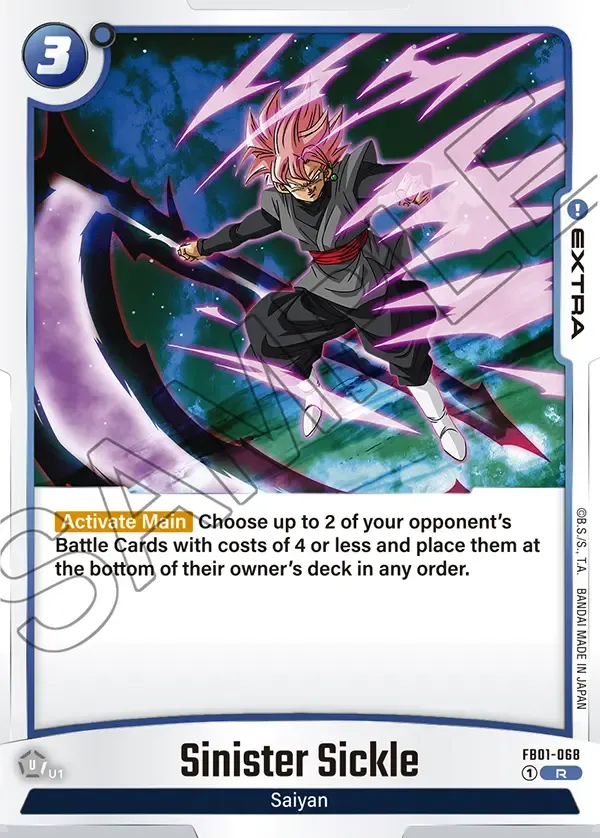 3
EXTRA
SAMPLE
Activate Main Choose up to 2 of your opponent's
Battle Cards with costs of 4 or less and place them at
the bottom of their owner's deck in any order.
©B.S./S., T.A. BANDAI MADE IN JAPAN
U/U1
Sinister Sickle
FB01-068
1 R
Saiyan